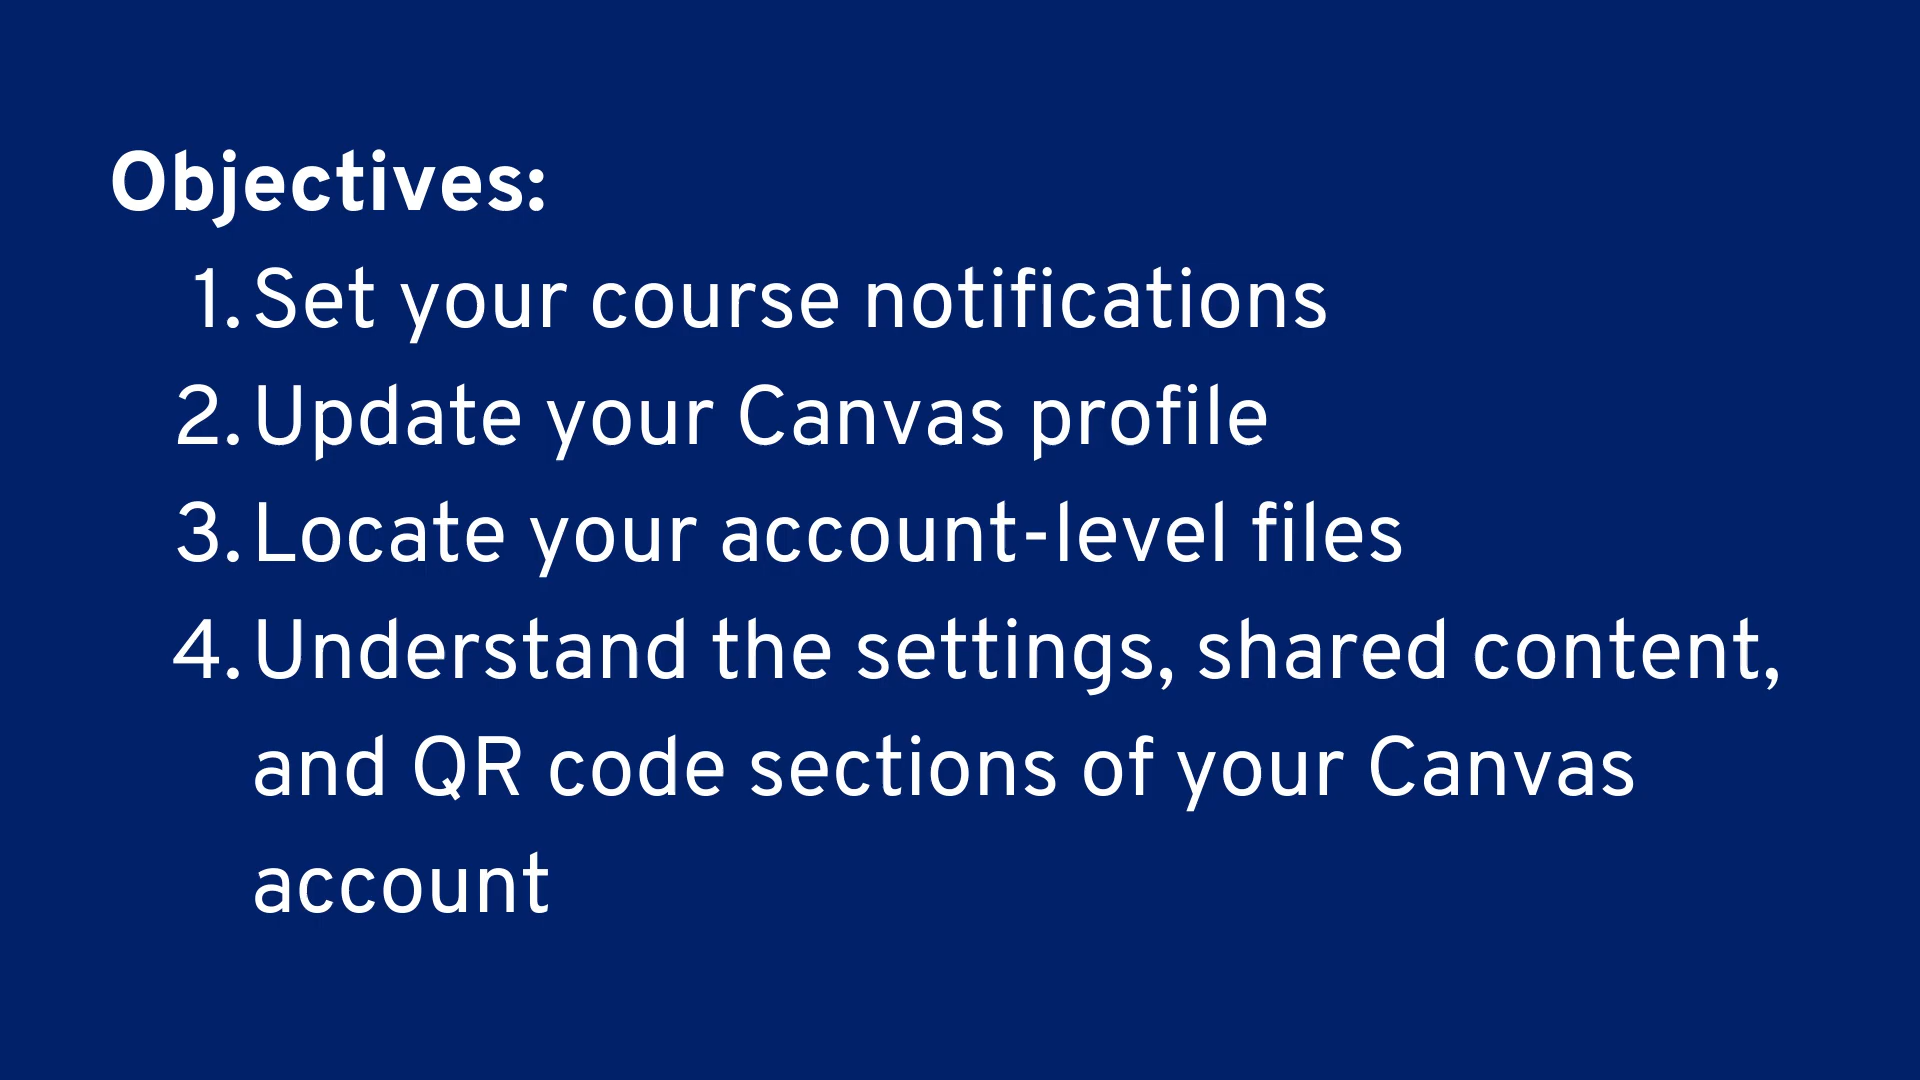 Objectives:
1. Set your course notifications
2. Update your Canvas profile
3. Locate your account-level files
4. Understand the settings, shared content,
and QR code sections of your Canvas
account